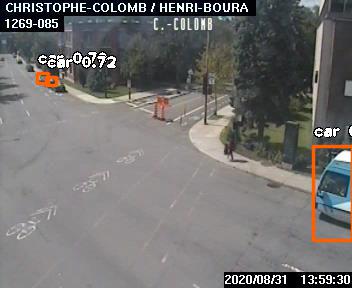 CHRISTOPHE-COLOMB / HENRI-BOURA
1269-085
C.-COLOMB
car 0.72
car
2020/08/31 13:59:30